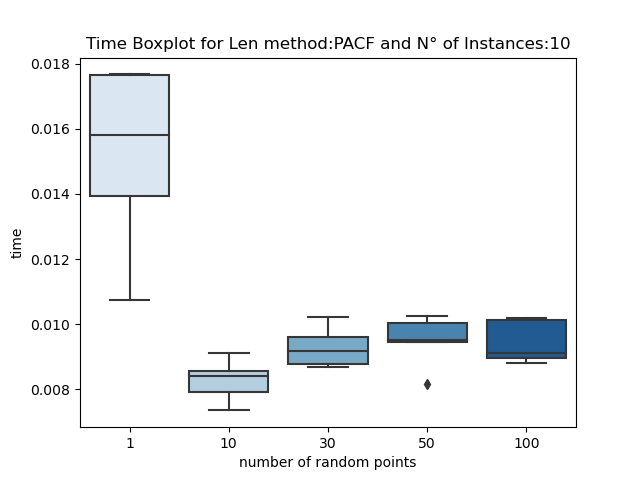 Time Boxplot for Len method:PACF and N° of Instances:10
0.018
0.016
0.014
0.012
0.010
0.008
time
1 10 30 50 100
number of random points